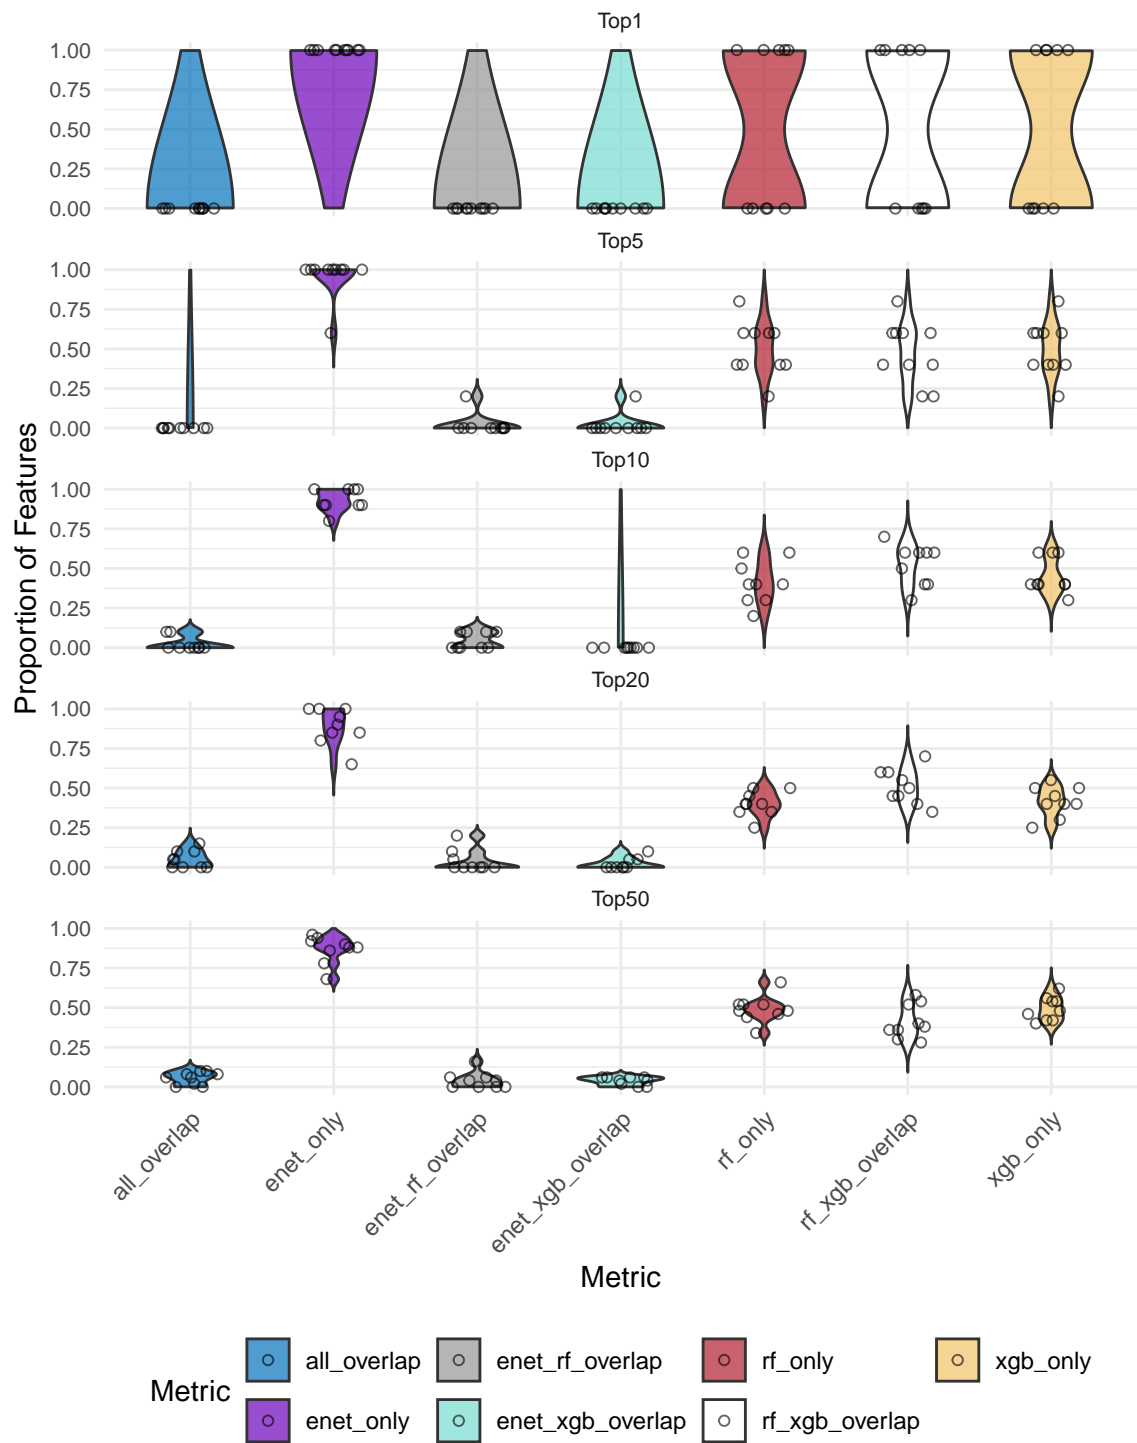 Top1
1.00
0.75
0.50
0.25
0.00
Top5
1.00
0.75
0.50
0.25
0.00
Top10
1.00
0.75
0.50
0.25
0.00
Top20
1.00
0.75
0.50
0.25
0.00
Top50
1.00
0.75
0.50
0.25
0.00
Proportion of Features
all_overlap
enet_only
enet_rf_overlap
enet_xgb_overlap
rf_only
rf_xgb_overlap
xgb_only
Metric
Metric
all_overlap
enet_rf_overlap
rf_only
xgb_only
enet_only
enet_xgb_overlap
rf_xgb_overlap